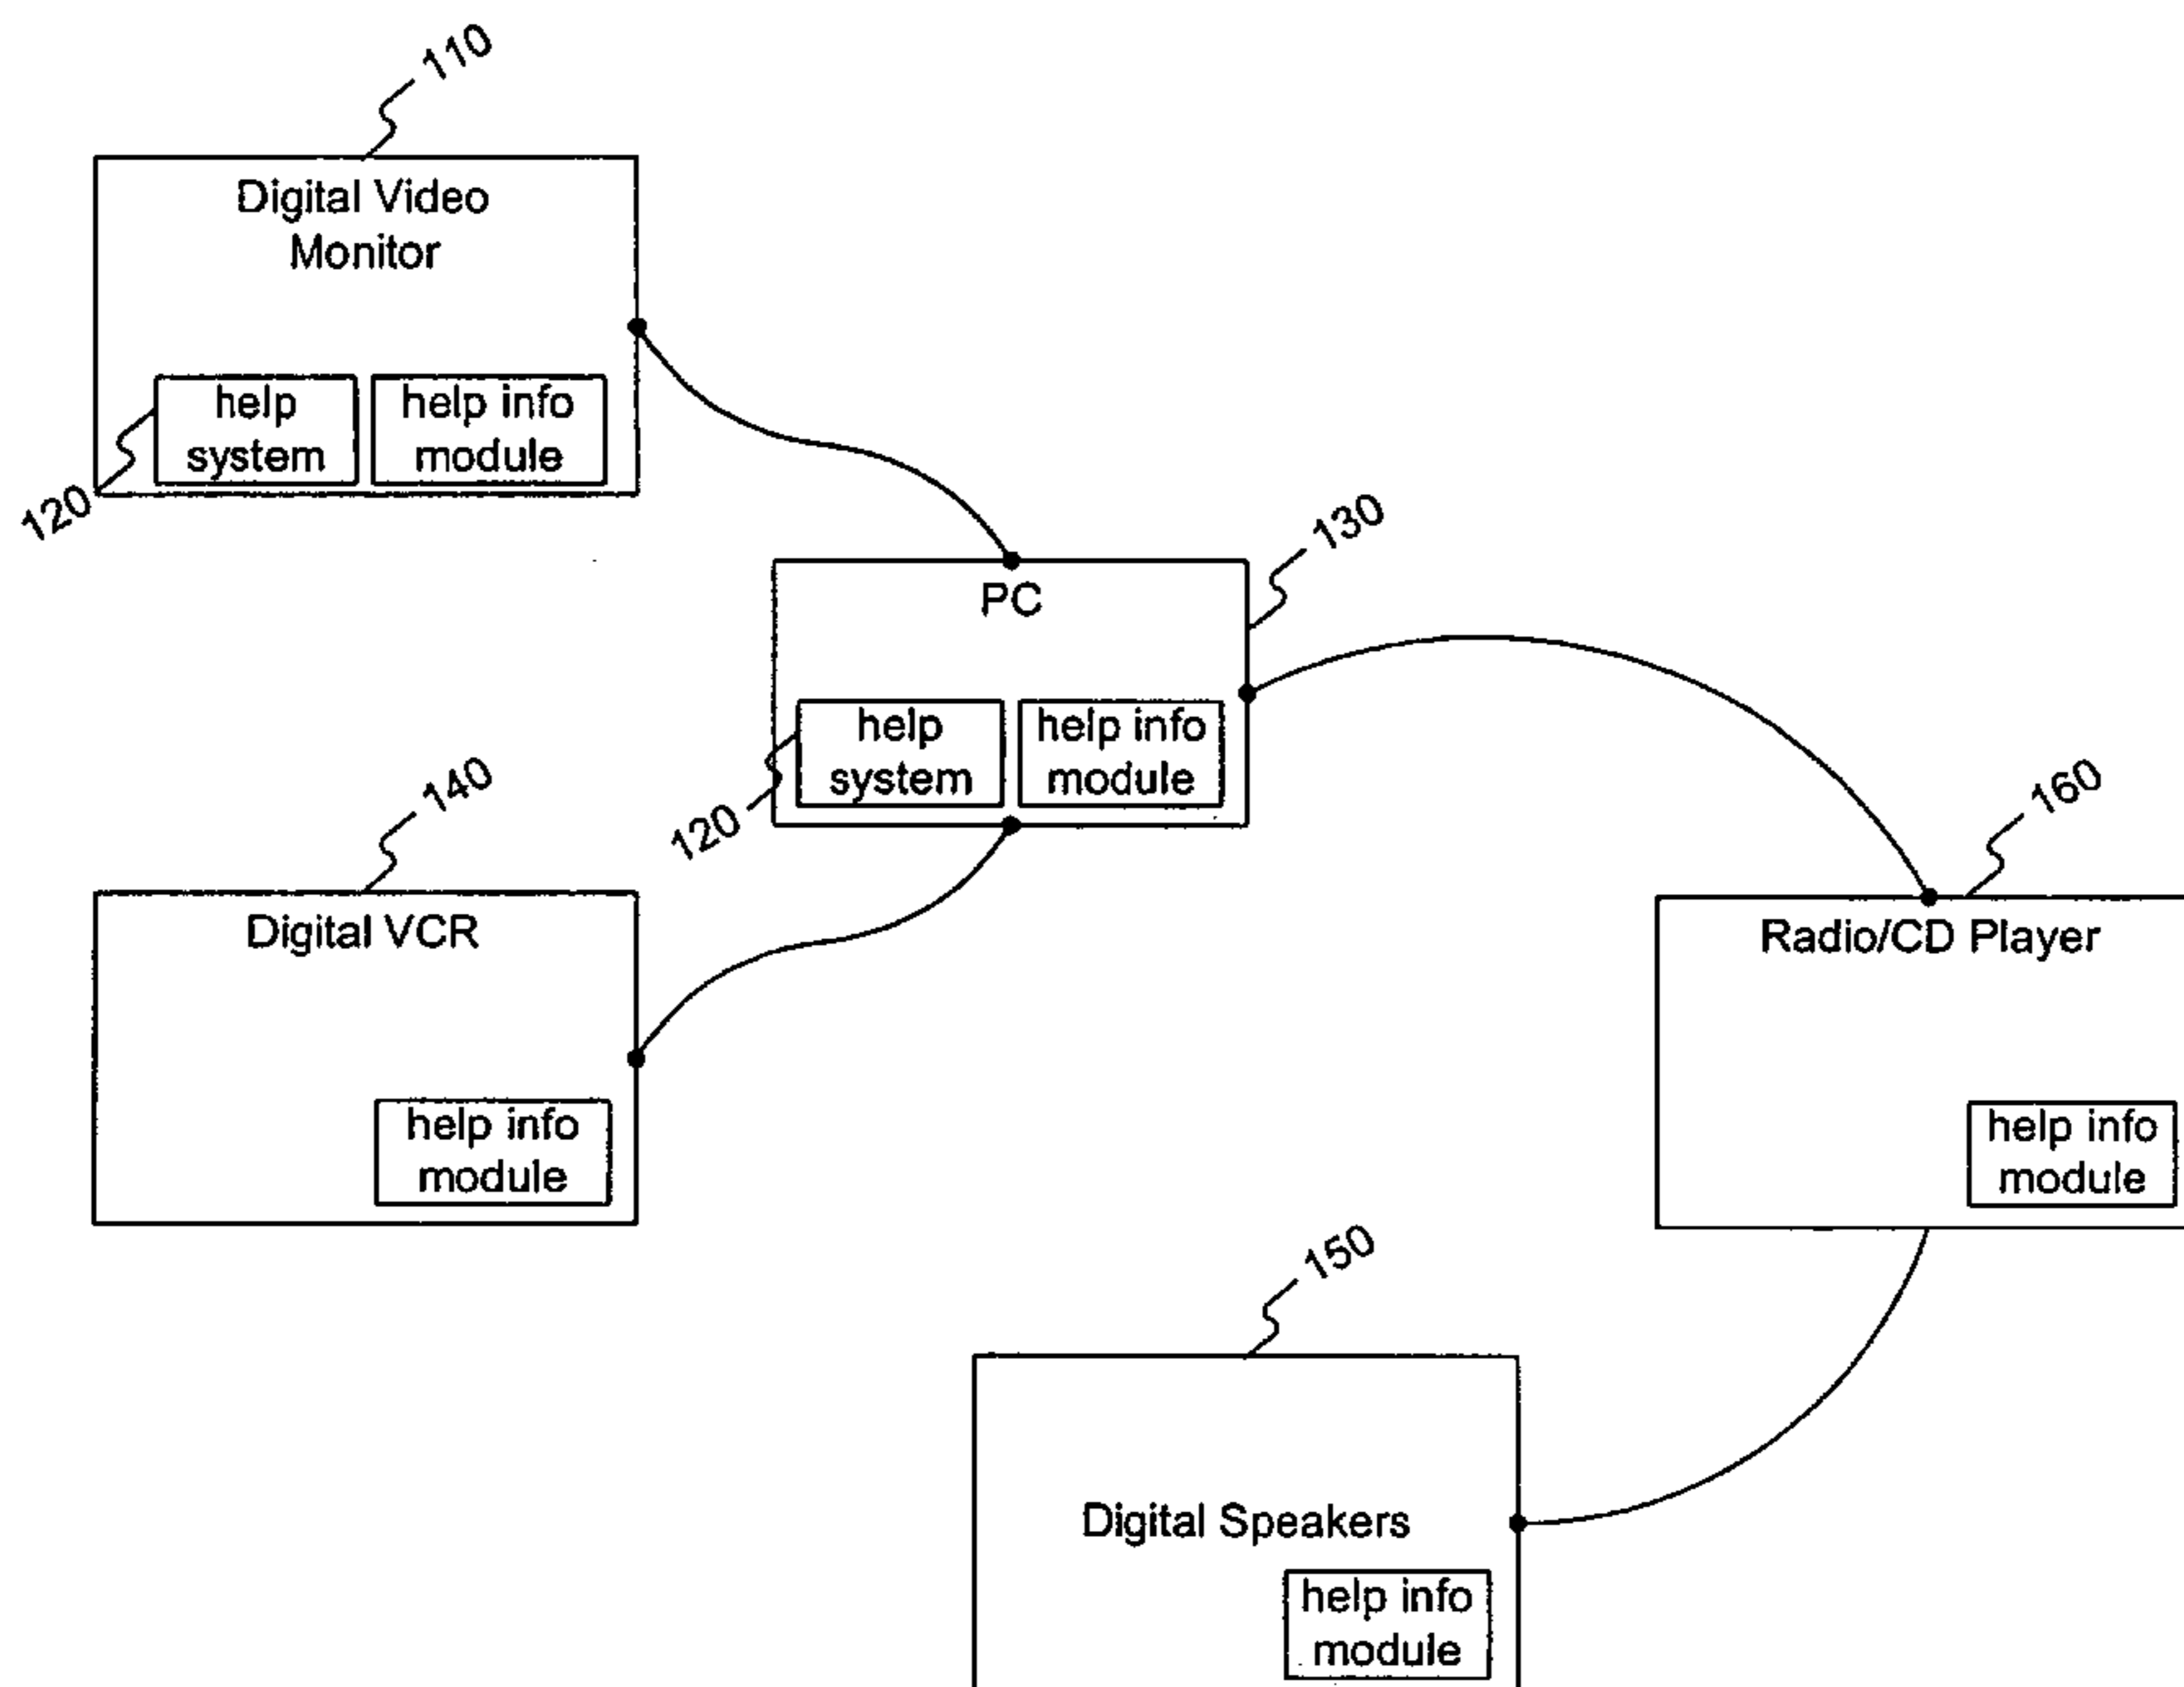 110
Digital Video
Monitor
help
system
help info
module
120
130
PC
help
system
help info
module
120
140
Digital VCR
help info
module
160
Radio/CD Player
help info
module
150
Digital Speakers
help info
module